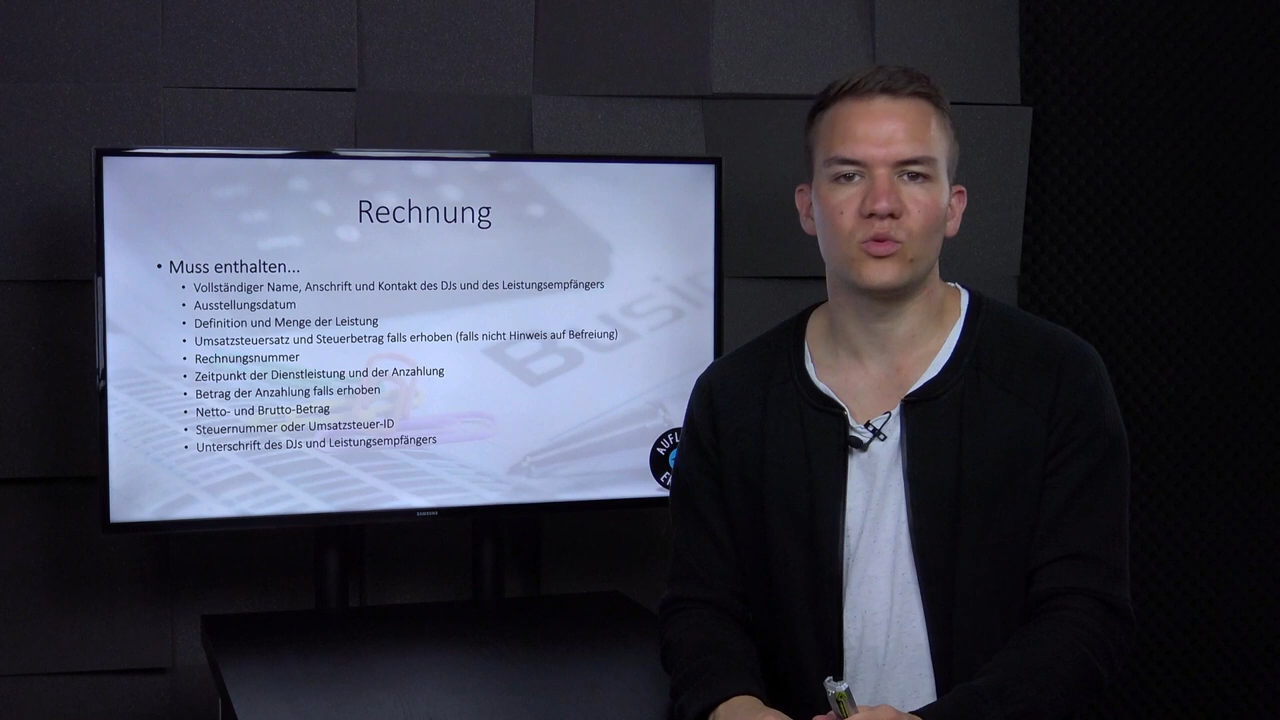 Rechnung
• Muss enthalten...
• Vollständiger Name, Anschrift und Kontakt des DJs und des Leistungsempfängers
• Ausstellungsdatum
• Definition und Menge der Leistung
• Umsatzsteuersatz und Steuerbetrag falls erhoben (falls nicht Hinweis auf Befreiung)
• Rechnungsnummer
• Zeitpunkt der Dienstleistung und der Anzahlung
• Betrag der Anzahlung falls erhoben
• Netto- und Brutto-Betrag
• Steuernummer oder Umsatzsteuer-ID
• Unterschrift des DJs und Leistungsempfängers
Busin
AUFL
SAMSUNG